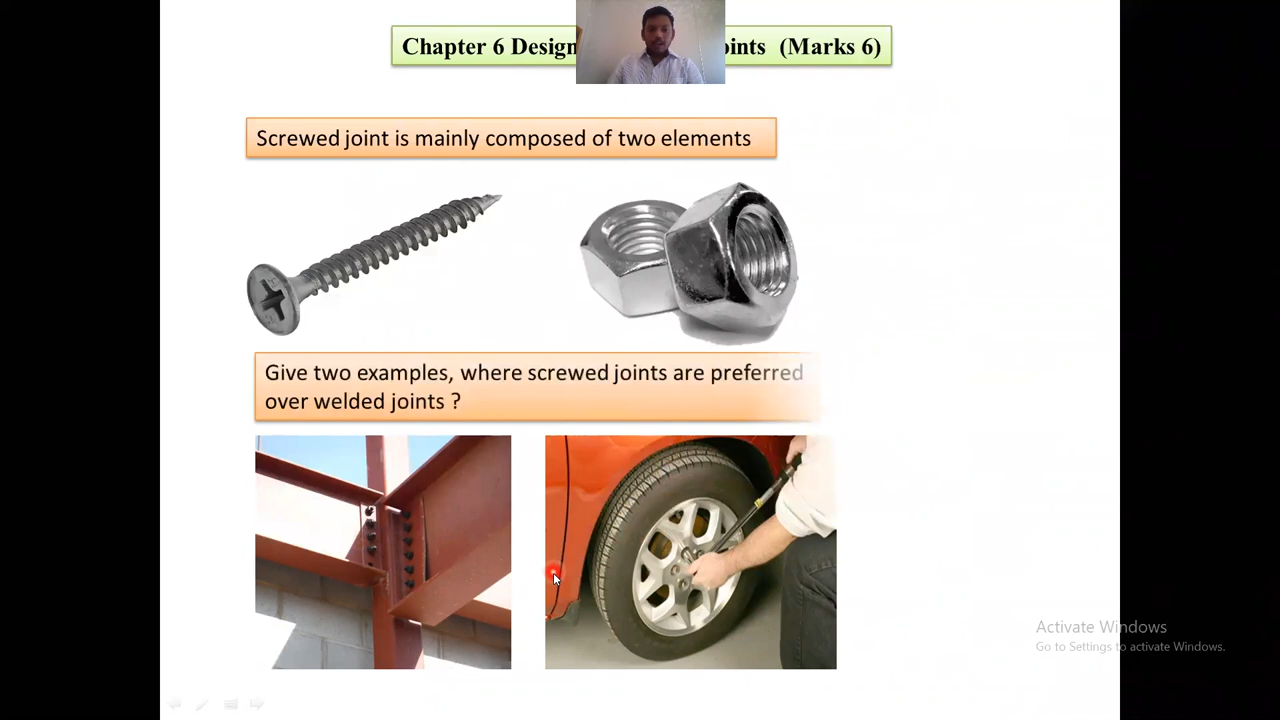 Chapter 6 Design oints (Marks 6)
Screwed joint is mainly composed of two elements
Give two examples, where screwed joints are preferred
over welded joints ?
Activate Windows
Go to Settings to activate Windows.